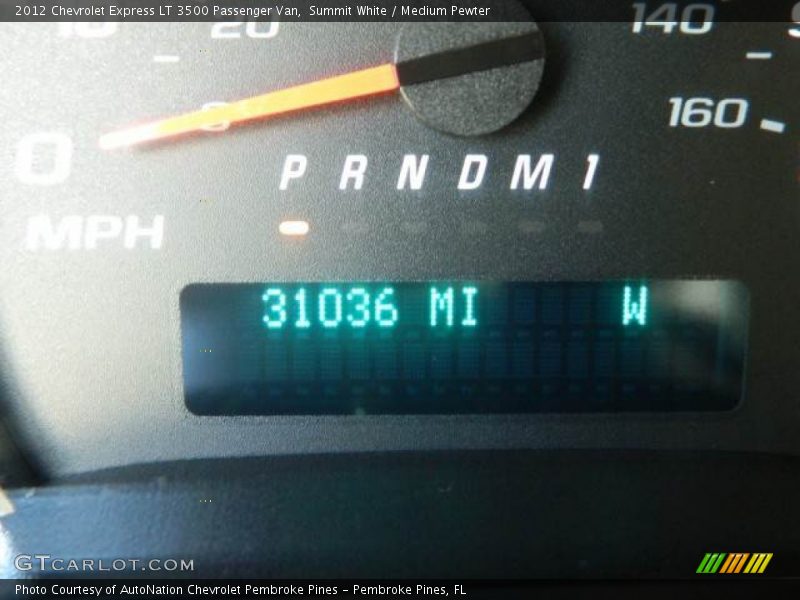 2012 Chevrolet Express LT 3500 Passenger Van,  Summit White / Medium Pewter
20 140
160
0
P R N D M 1
MPH
31036 MI W
GTCARLOT.COM
Photo Courtesy of AutoNation Chevrolet Pembroke Pines – Pembroke Pines, FL